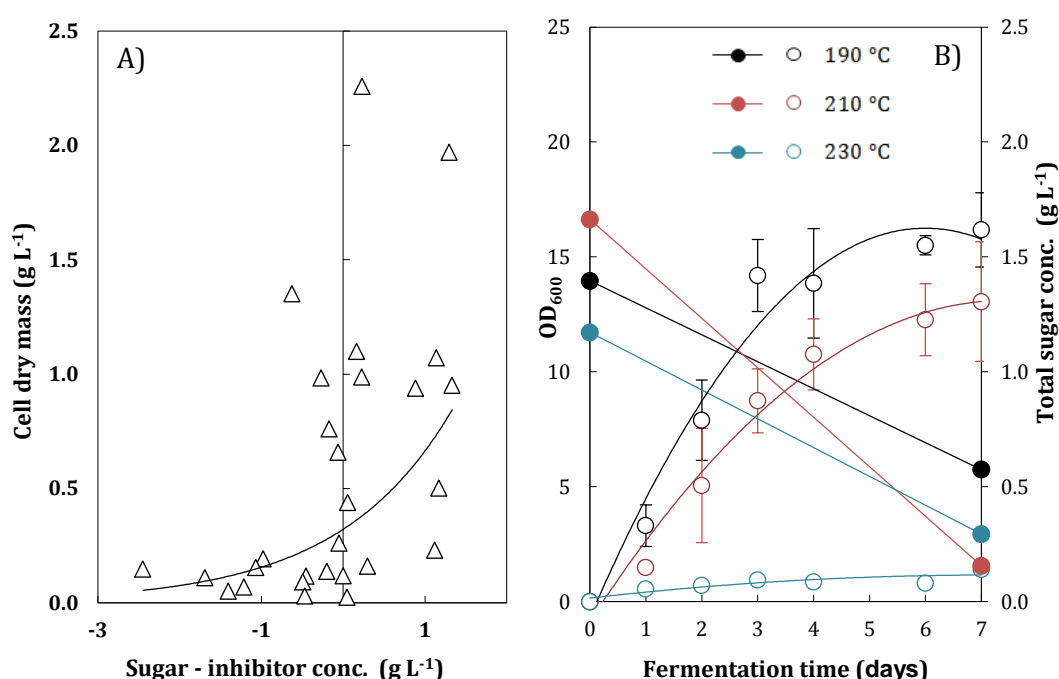 A)
2.5
2.0
1.5
1.0
0.5
0.0
-3
-1
1
Cell dry mass (g L-1)
Sugar - inhibitor conc. (g L-1)
B)
190 °C
210 °C
230 °C
25
20
15
10
5
0
OD600
2.5
2.0
1.5
1.0
0.5
0.0
Total sugar conc. (g L-1)
0 1 2 3 4 5 6 7
Fermentation time (days)